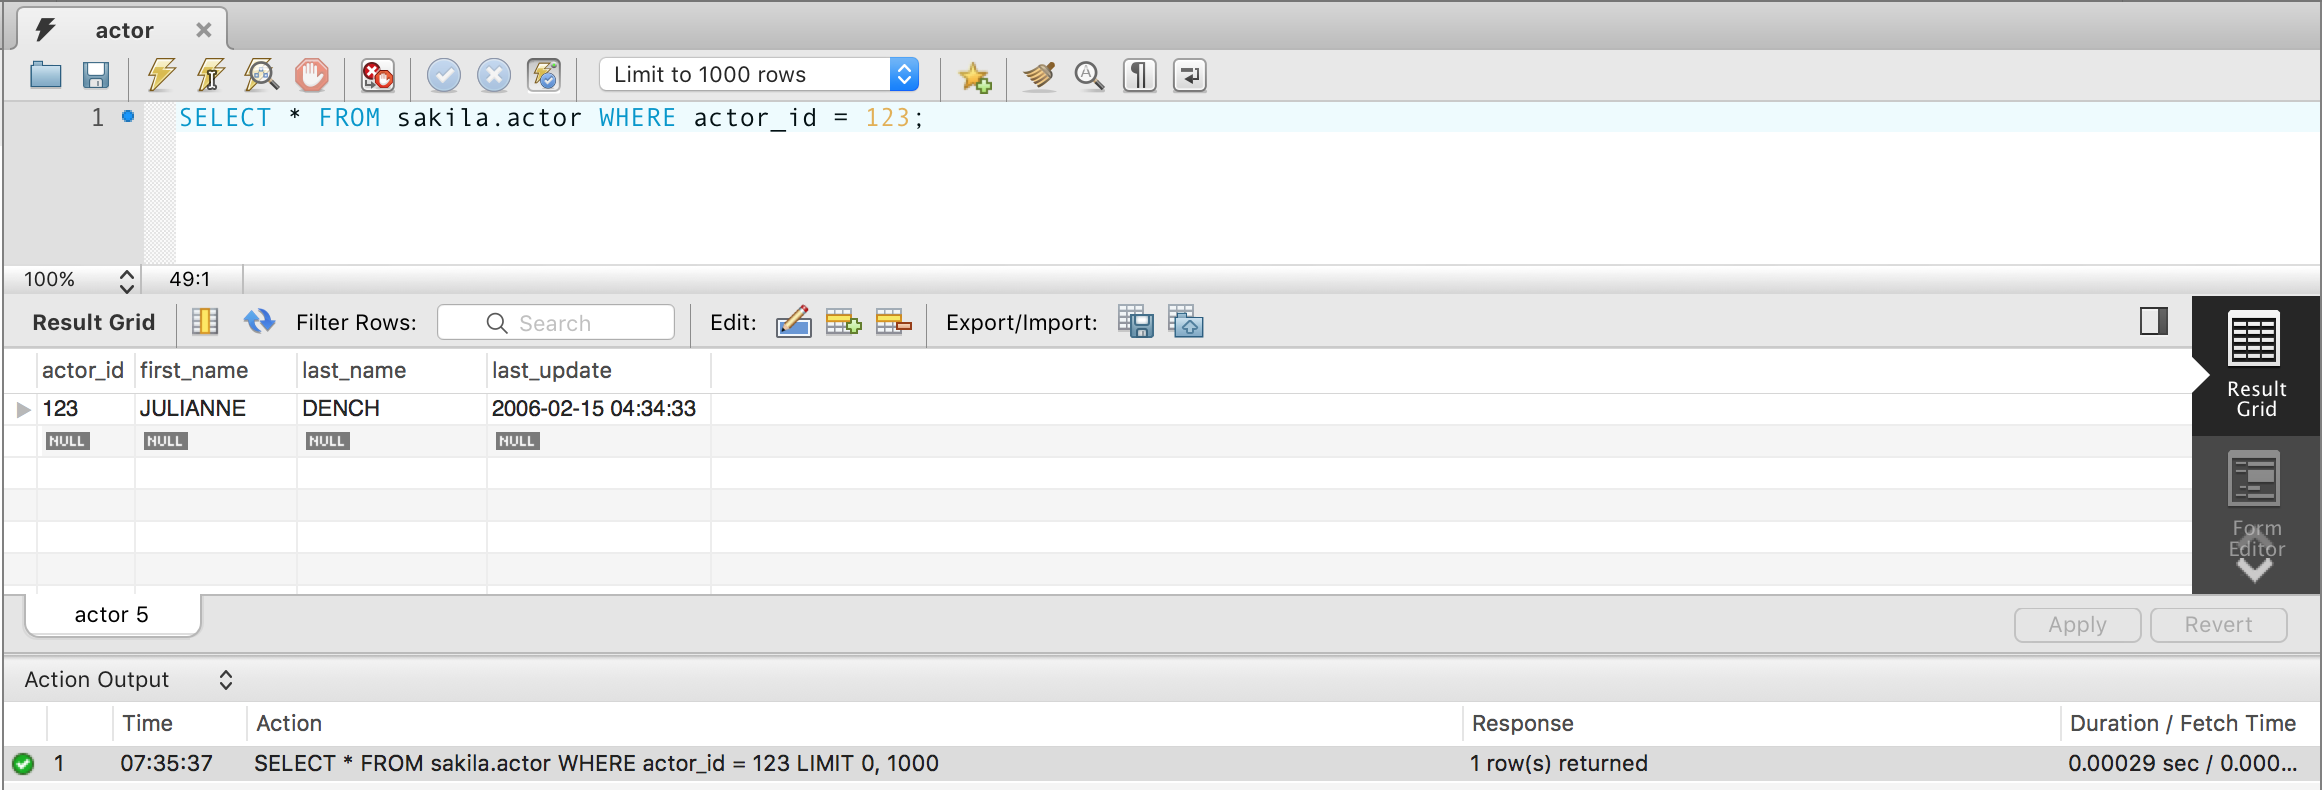 actor
Limit to 1000 rows
1 SELECT * FROM sakila.actor WHERE actor_id = 123;
100% 49:1
Result Grid Filter Rows: Search Edit: Export/Import:
Result
Grid
actor_id first_name last_name last_update
123 JULIANNE DENCH 2006-02-15 04:34:33
NULL NULL NULL NULL
Form
Editor
actor 5
Apply Revert
Action Output
Time Action Response Duration / Fetch Time
1 07:35:37 SELECT * FROM sakila.actor WHERE actor_id = 123 LIMIT 0, 1000 1 row(s) returned 0.00029 sec / 0.000...